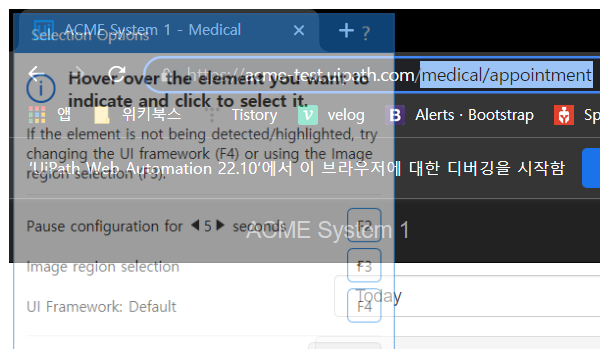 Selection Options
ACME System 1 - Medical
?
https://acme-test.uipath.com/medical/appointment
Hover over the element you want to
indicate and click to select it.
앱 위키북스 Tistory velog Alerts · Bootstrap Sp
If the element is not being detected/highlighted, try
changing the UI framework (F4) or using the Image
region selection (F3).
'UiPath Web Automation 22.10'에서 이 브라우저에 대한 디버깅을 시작함
Pause configuration for 5 seconds F2
ACME System 1
Image region selection F3
Today
UI Framework: Default F4